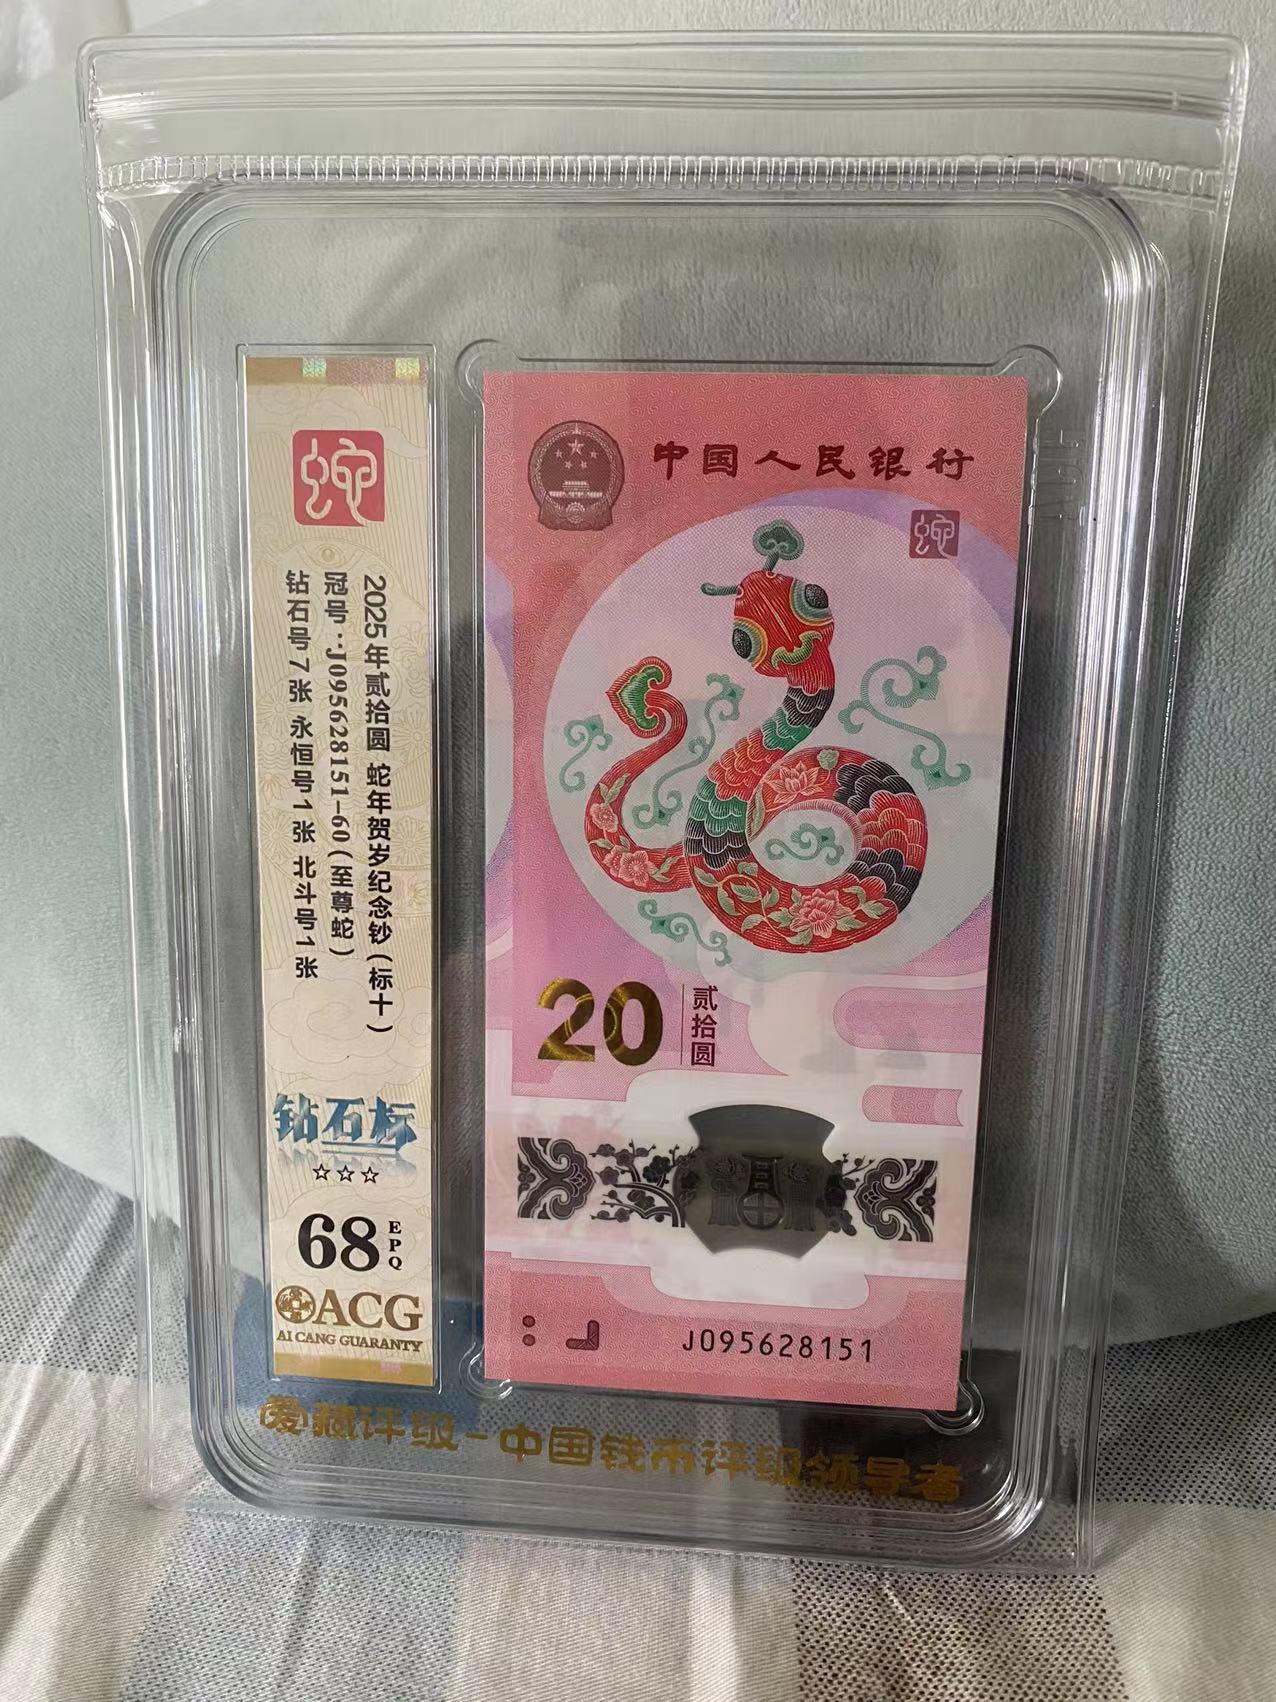 蛇
2025年贰拾圆 蛇年贺岁纪念钞(标十)
冠号:J095628151-60(至尊蛇)
钻石号7张 永恒号1张 北斗号1张
钻石标
☆☆☆
68 EPQ
ACG
AI CANG GUARANTY
中国人民银行
蛇
20 贰拾圆
J095628151
爱藏评级-中国钱币评级领导者